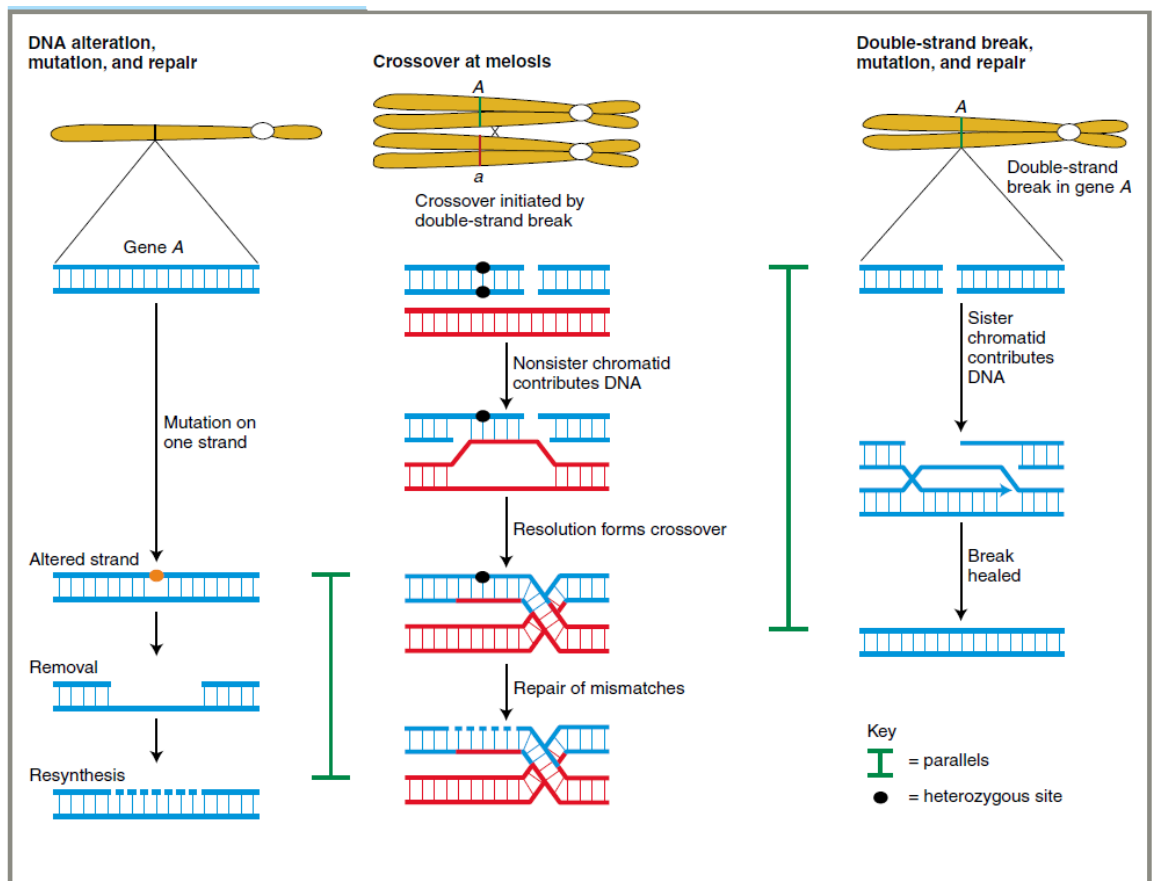 DNA alteration,
mutation, and repair
Gene A
Mutation on
one strand
Altered strand
Removal
Resynthesis
Crossover at meiosis
A
X
a
Crossover initiated by
double-strand break
Nonsister chromatid
contributes DNA
Resolution forms crossover
Repair of mismatches
Double-strand break,
mutation, and repair
A
Double-strand
break in gene A
Sister
chromatid
contributes
DNA
Break
healed
Key
= parallels
= heterozygous site